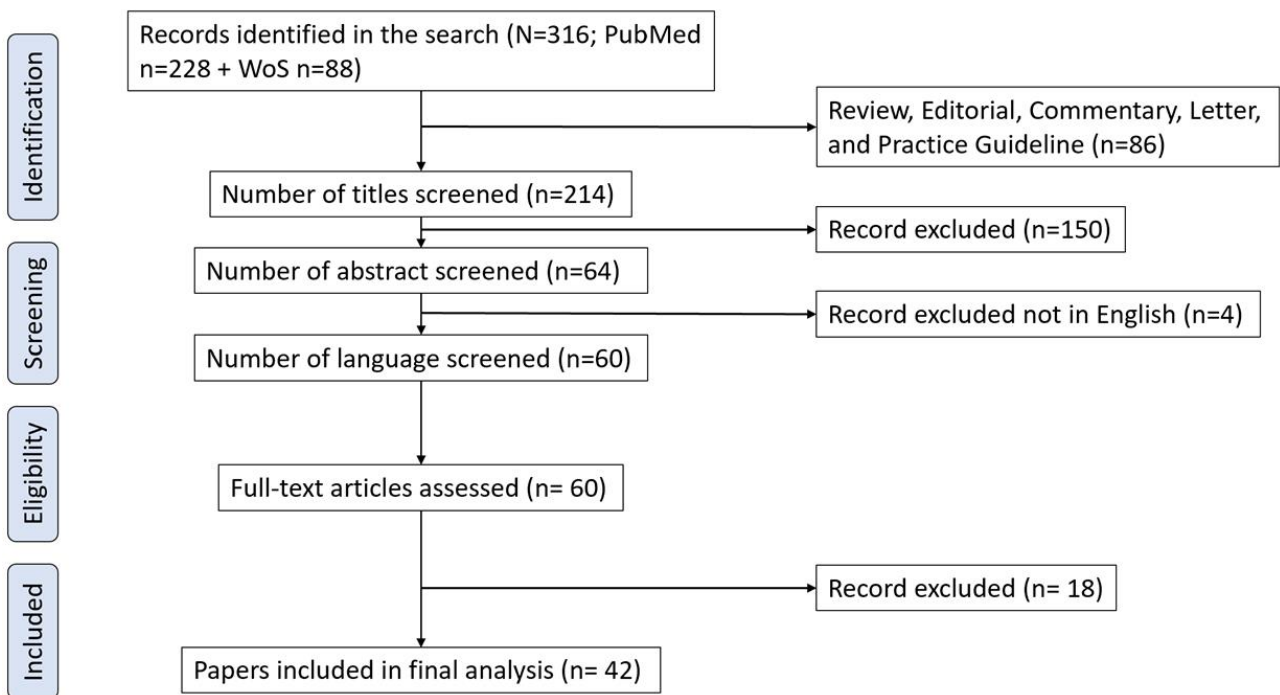 Identification
Records identified in the search (N=316; PubMed
n=228 + WoS n=88)
Review, Editorial, Commentary, Letter,
and Practice Guideline (n=86)
Number of titles screened (n=214)
Record excluded (n=150)
Screening
Number of abstract screened (n=64)
Record excluded not in English (n=4)
Number of language screened (n=60)
Eligibility
Full-text articles assessed (n= 60)
Included
Record excluded (n= 18)
Papers included in final analysis (n= 42)